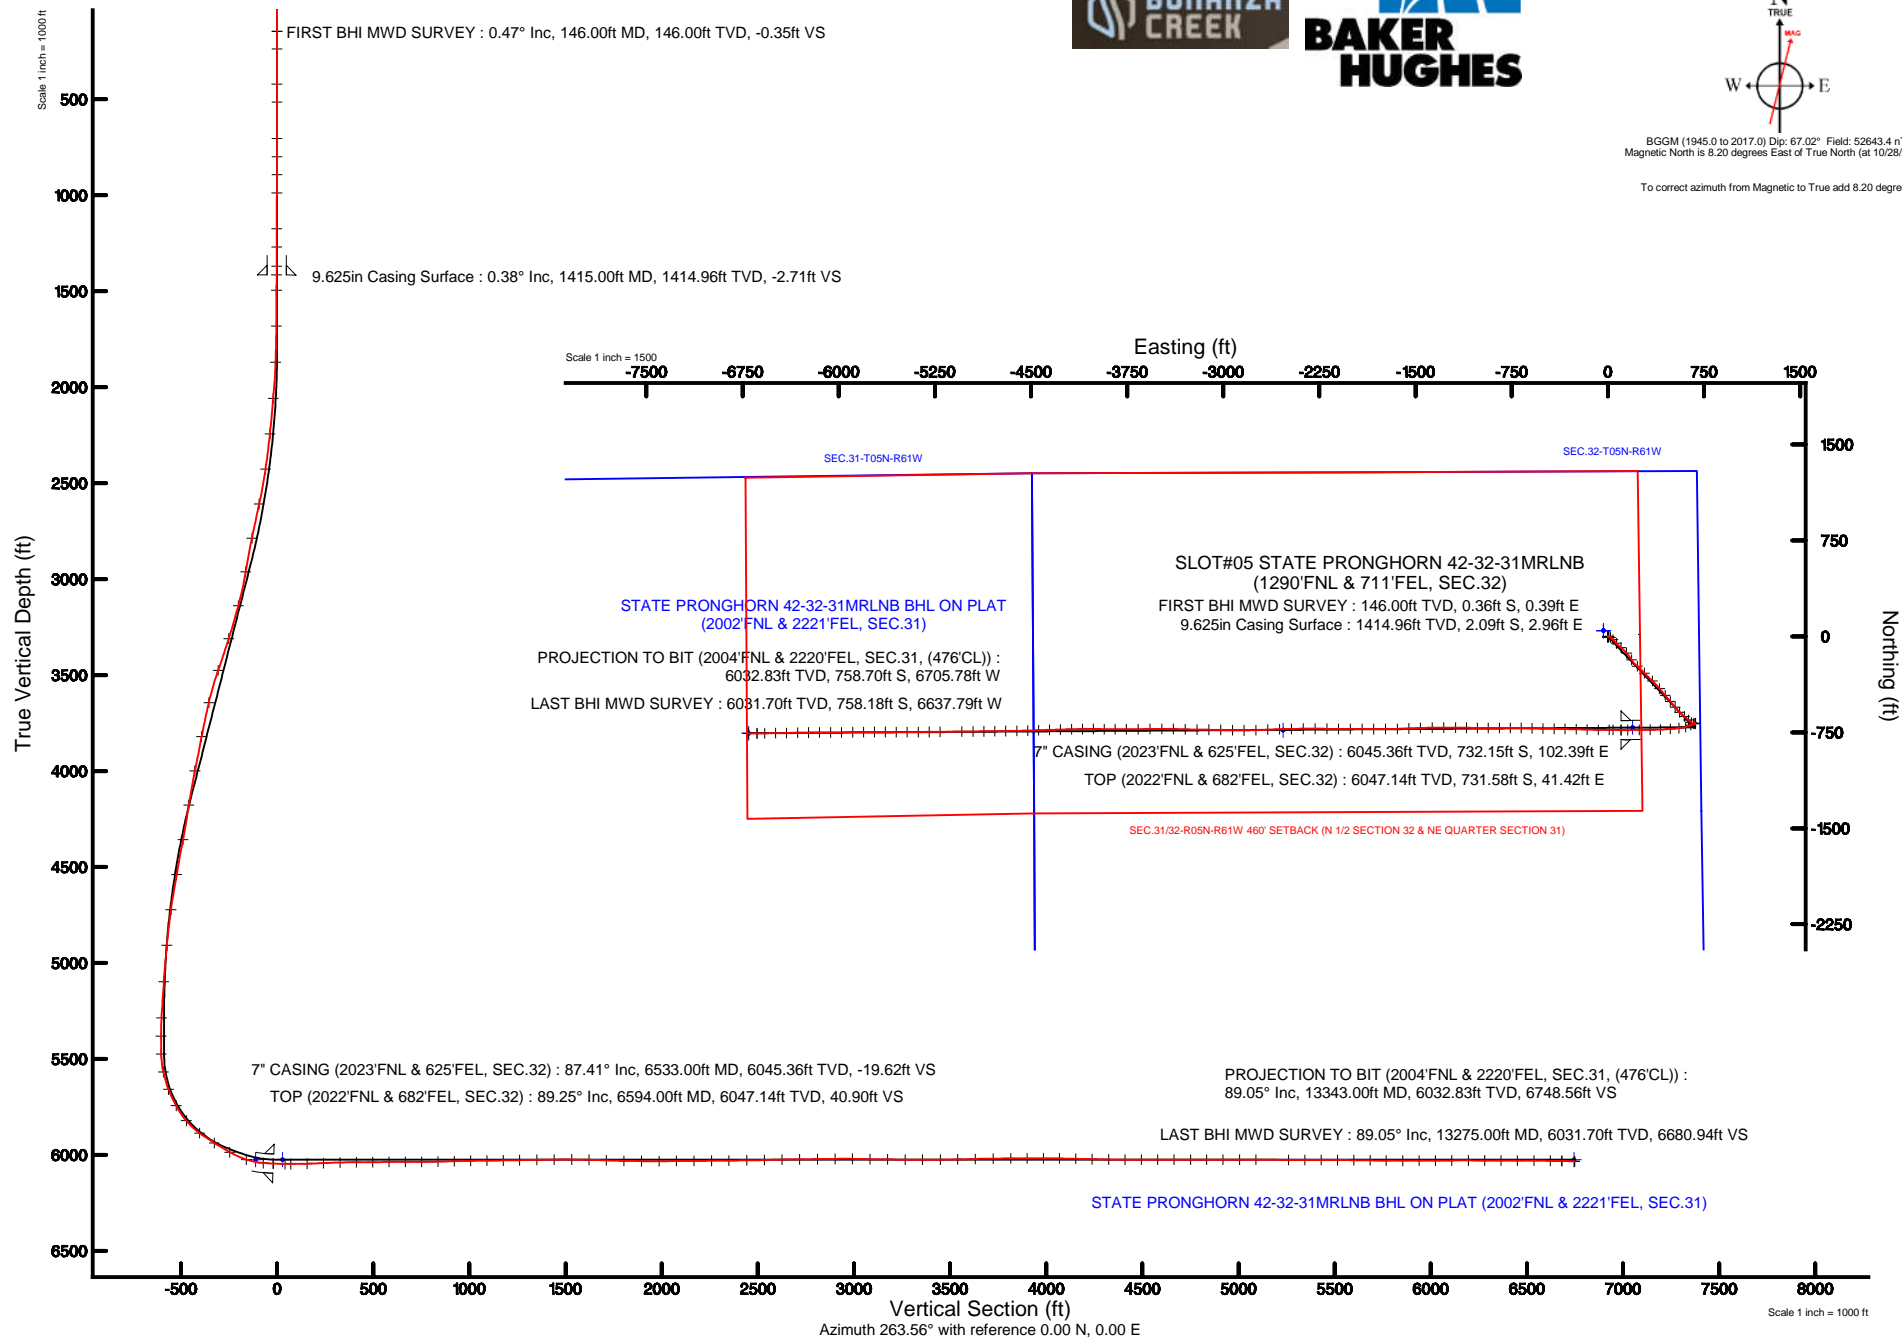 BONANZA
CREEK
BAKER
HUGHES
N
TRUE
MAG
W
E
BGGM (1945.0 to 2017.0) Dip: 67.02° Field: 52643.4
Magnetic North is 8.20 degrees East of True North (at 10/28/
To correct azimuth from Magnetic to True add 8.20
Scale 1 inch = 1000 ft
FIRST BHI MWD SURVEY : 0.47° Inc, 146.00ft MD, 146.00ft TVD, -0.35ft VS
9.625in Casing Surface : 0.38° Inc, 1415.00ft MD, 1414.96ft TVD, -2.71ft VS
True Vertical Depth (ft)
500
1000
1500
2000
2500
3000
3500
4000
4500
5000
5500
6000
6500
Easting (ft)
Scale 1 inch = 1500
-7500 -6750 -6000 -5250 -4500 -3750 -3000 -2250 -1500 -750 0 750 1500
SEC.31-T05N-R61W
SEC.32-T05N-R61W
1500
750
0
-750
-1500
-2250
Northing (ft)
SLOT#05 STATE PRONGHORN 42-32-31MRLNB
(1290'FNL & 711'FEL, SEC.32)
FIRST BHI MWD SURVEY : 146.00ft TVD, 0.36ft S, 0.39ft E
9.625in Casing Surface : 1414.96ft TVD, 2.09ft S, 2.96ft E
STATE PRONGHORN 42-32-31MRLNB BHL ON PLAT
(2002'FNL & 2221'FEL, SEC.31)
PROJECTION TO BIT (2004'FNL & 2220'FEL, SEC.31, (476'CL)) :
6032.83ft TVD, 758.70ft S, 6705.78ft W
LAST BHI MWD SURVEY : 6031.70ft TVD, 758.18ft S, 6637.79ft W
7" CASING (2023'FNL & 625'FEL, SEC.32) : 6045.36ft TVD, 732.15ft S, 102.39ft E
TOP (2022'FNL & 682'FEL, SEC.32) : 6047.14ft TVD, 731.58ft S, 41.42ft E
SEC.31/32-R05N-R61W 460' SETBACK (N 1/2 SECTION 32 & NE QUARTER SECTION 31)
7" CASING (2023'FNL & 625'FEL, SEC.32) : 87.41° Inc, 6533.00ft MD, 6045.36ft TVD, -19.62ft VS
TOP (2022'FNL & 682'FEL, SEC.32) : 89.25° Inc, 6594.00ft MD, 6047.14ft TVD, 40.90ft VS
PROJECTION TO BIT (2004'FNL & 2220'FEL, SEC.31, (476'CL)) :
89.05° Inc, 13343.00ft MD, 6032.83ft TVD, 6748.56ft VS
LAST BHI MWD SURVEY : 89.05° Inc, 13275.00ft MD, 6031.70ft TVD, 6680.94ft VS
STATE PRONGHORN 42-32-31MRLNB BHL ON PLAT (2002'FNL & 2221'FEL, SEC.31)
-500 0 500 1000 1500 2000 2500 3000 3500 4000 4500 5000 5500 6000 6500 7000 7500 8000
Vertical Section (ft)
Azimuth 263.56° with reference 0.00 N, 0.00 E
Scale 1 inch = 1000 ft